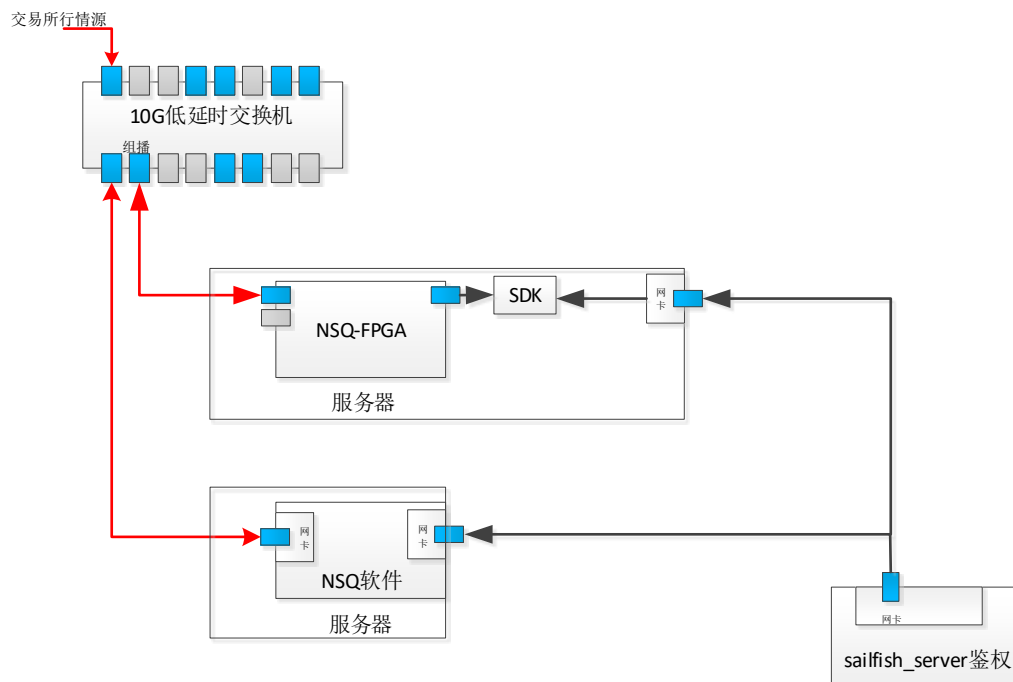 交易所行情源
10G低延时交换机
组播
SDK
网
卡
NSQ-FPGA
服务器
网
卡
网
卡
NSQ软件
服务器
网卡
sailfish_server鉴权